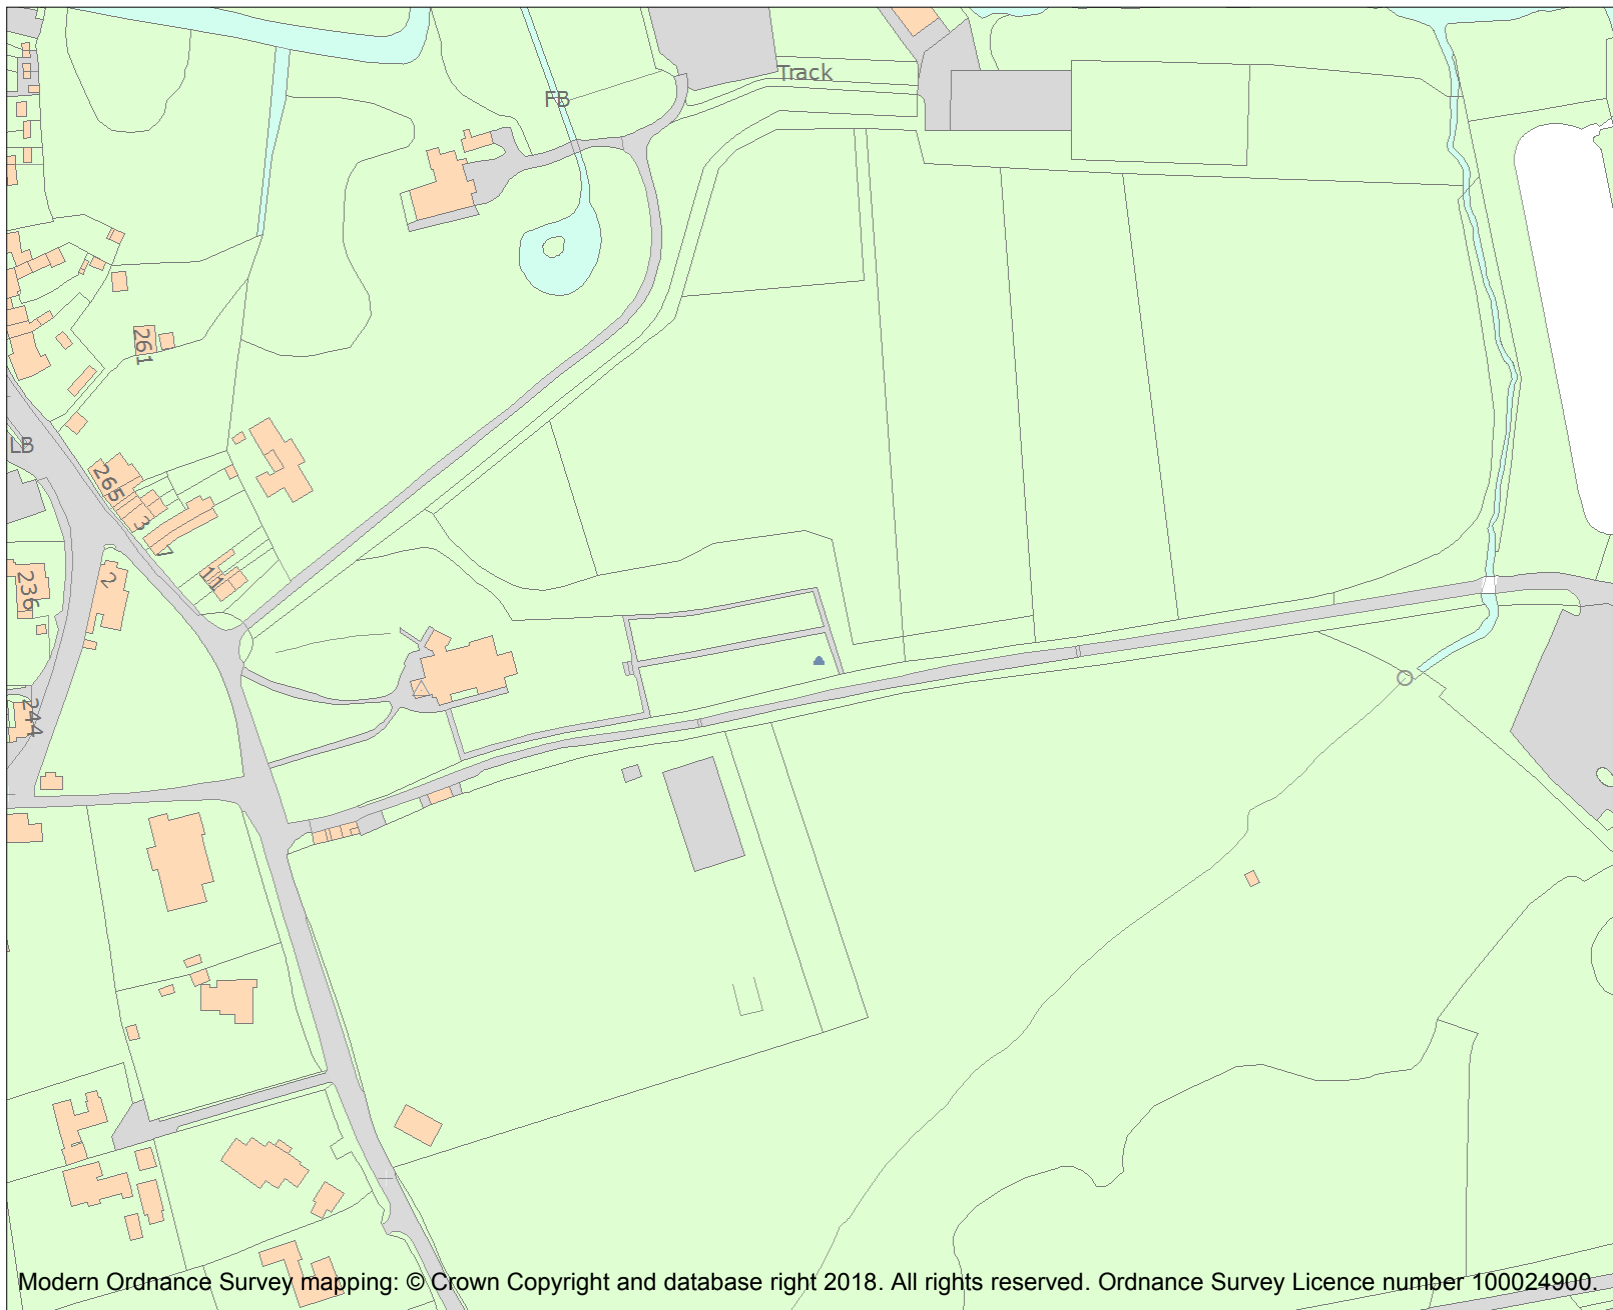 Track
FB
261
LB
265
3
7
11
2
236
244
Modern Ordnance Survey mapping: © Crown Copyright and database right 2018. All rights reserved. Ordnance Survey Licence number 100024900.